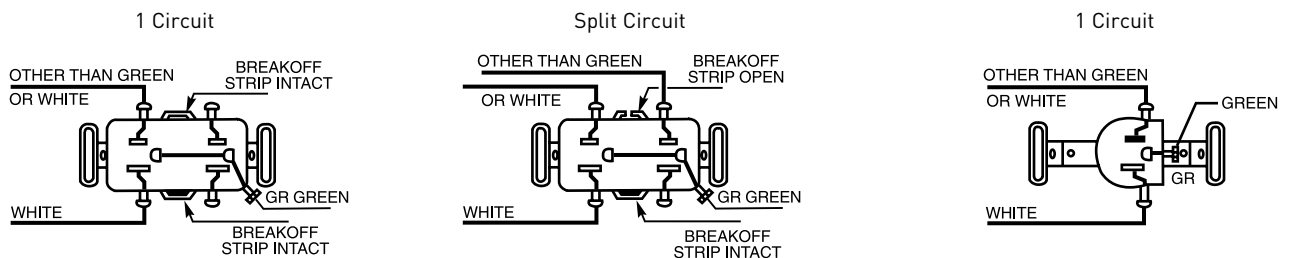 1 Circuit
OTHER THAN GREEN
OR WHITE
BREAKOFF
STRIP INTACT
GR GREEN
WHITE
BREAKOFF
STRIP INTACT
Split Circuit
OTHER THAN GREEN
OR WHITE
BREAKOFF
STRIP OPEN
GR GREEN
WHITE
BREAKOFF
STRIP INTACT
1 Circuit
OTHER THAN GREEN
OR WHITE
GREEN
GR
WHITE